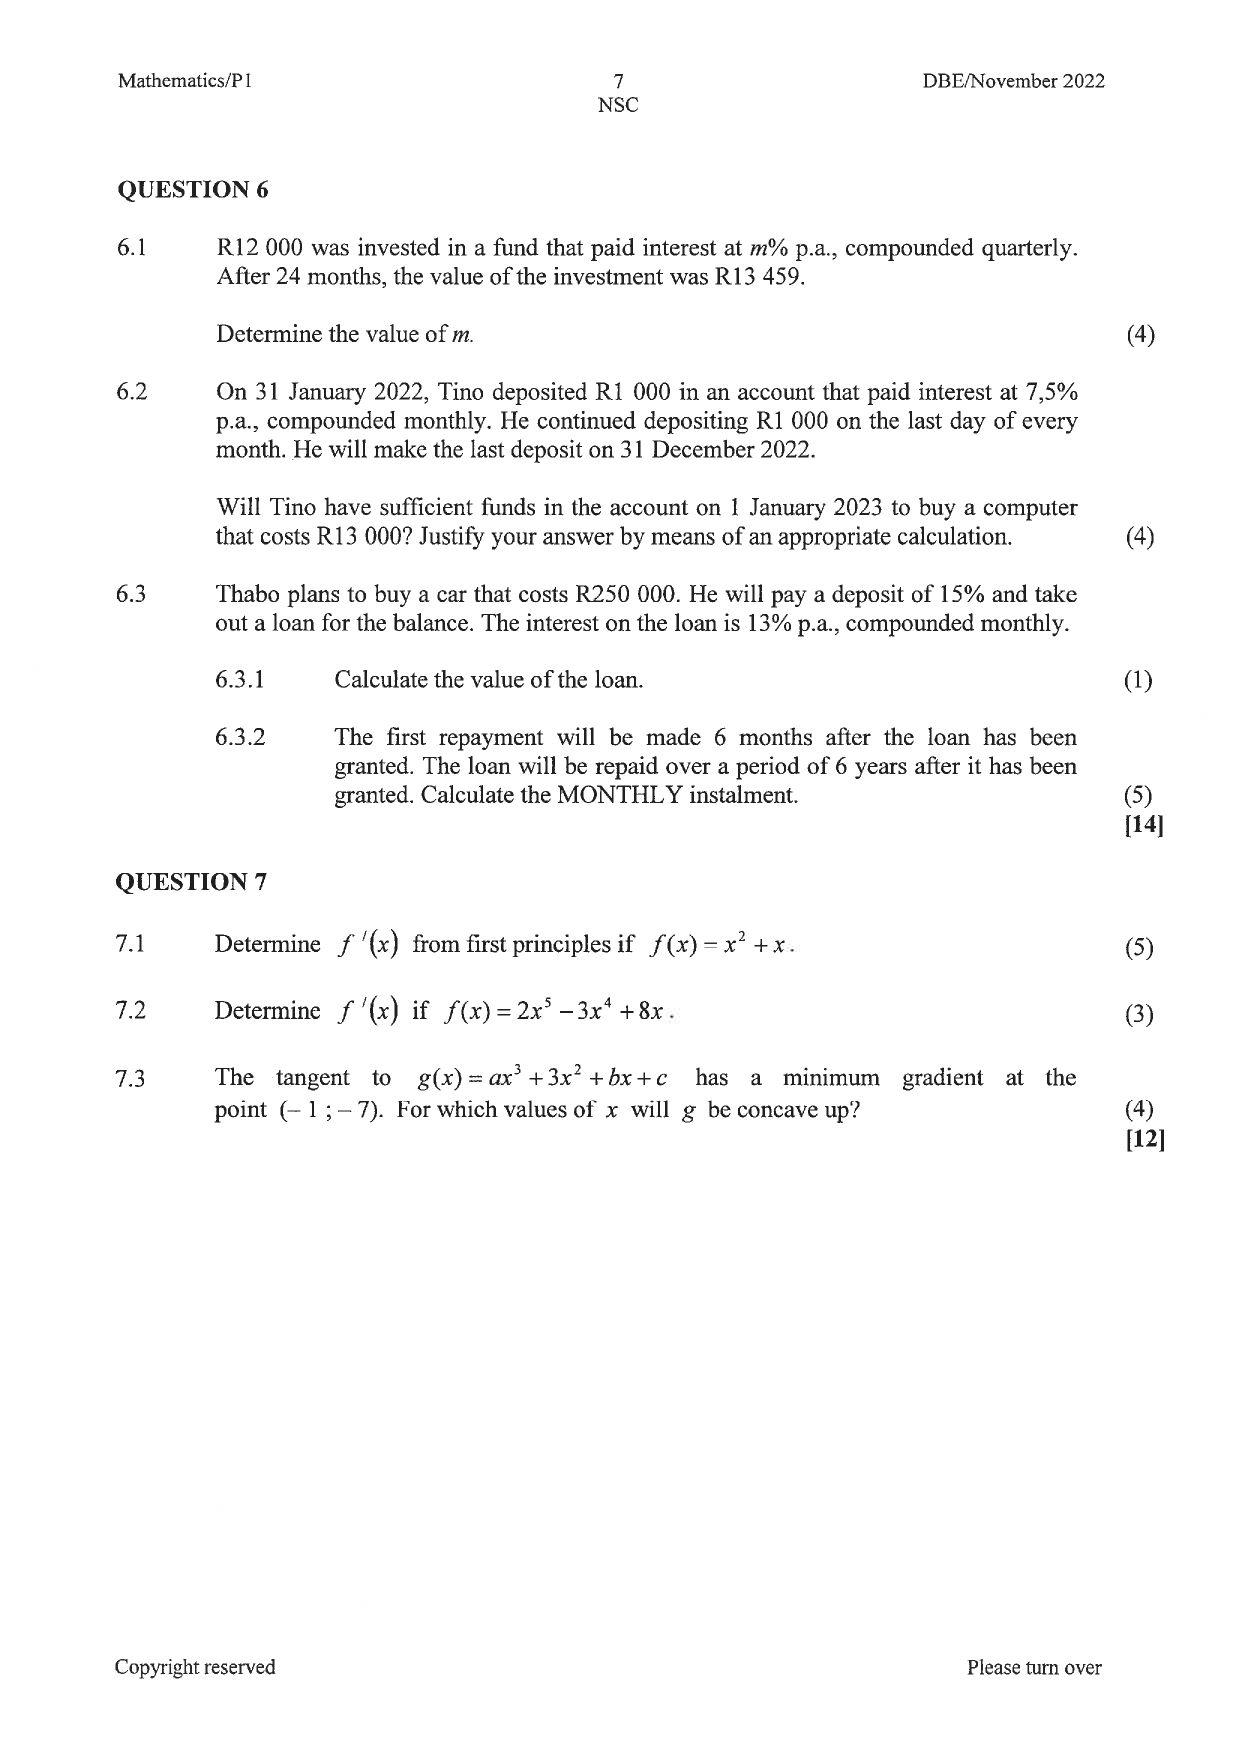 Mathematics/P1 7 DBE/November 2022
NSC
QUESTION 6
6.1 R12 000 was invested in a fund that paid interest at m% p.a., compounded quarterly.
After 24 months, the value of the investment was R13 459.
Determine the value of m. (4)
6.2 On 31 January 2022, Tino deposited R1 000 in an account that paid interest at 7,5%
p.a., compounded monthly. He continued depositing R1 000 on the last day of every
month. He will make the last deposit on 31 December 2022.
Will Tino have sufficient funds in the account on 1 January 2023 to buy a computer
that costs R13 000? Justify your answer by means of an appropriate calculation. (4)
6.3 Thabo plans to buy a car that costs R250 000. He will pay a deposit of 15% and take
out a loan for the balance. The interest on the loan is 13% p.a., compounded monthly.
6.3.1 Calculate the value of the loan. (1)
6.3.2 The first repayment will be made 6 months after the loan has been
granted. The loan will be repaid over a period of 6 years after it has been
granted. Calculate the MONTHLY instalment. (5)
[14]
QUESTION 7
7.1 Determine f ′(x) from first principles if f(x) = x² + x. (5)
7.2 Determine f ′(x) if f(x) = 2x⁵ − 3x⁴ + 8x. (3)
7.3 The tangent to g(x) = ax³ + 3x² + bx + c has a minimum gradient at the
point (− 1 ; − 7). For which values of x will g be concave up? (4)
[12]
Copyright reserved Please turn over